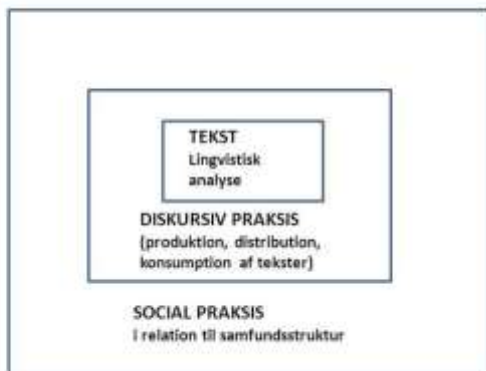 TEKST
Lingvistisk
analyse
DISKURSIV PRAKSIS
(produktion, distribution,
konsumption af tekster)
SOCIAL PRAKSIS
i relation til samfundsstruktur